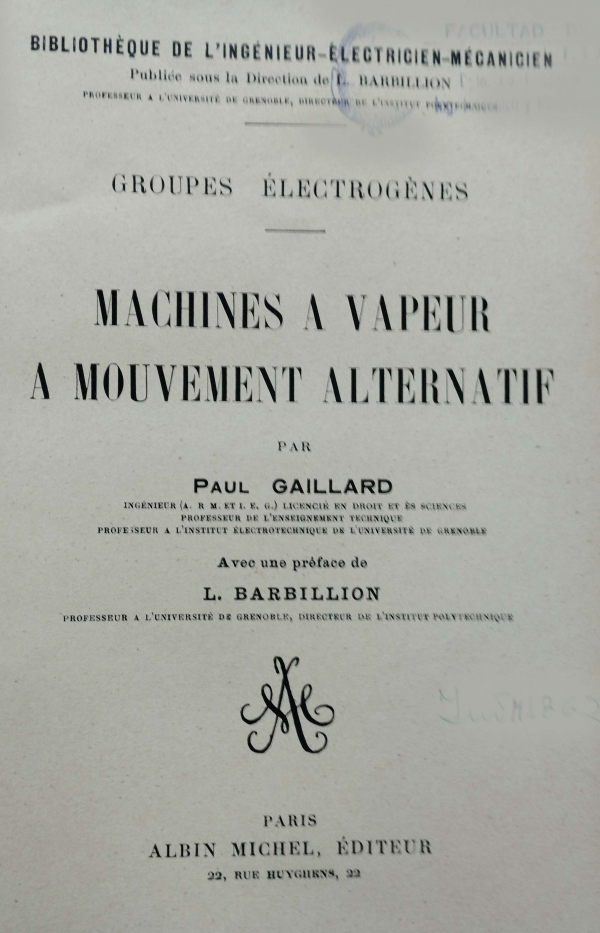 FACULTAD
BIBLIOTHÈQUE DE L'INGÉNIEUR-ÉLECTRICIEN-MÉCANICIEN
Publiée sous la Direction de L. BARBILLION
PROFESSEUR A L'UNIVERSITÉ DE GRENOBLE, DIRECTEUR DE L'INSTITUT POLYTECHNIQUE
GROUPES ÉLECTROGÈNES
MACHINES A VAPEUR
A MOUVEMENT ALTERNATIF
PAR
PAUL GAILLARD
INGÉNIEUR (A. R M. ET I. E. G.) LICENCIÉ EN DROIT ET ÈS SCIENCES
PROFESSEUR DE L'ENSEIGNEMENT TECHNIQUE
PROFESSEUR A L'INSTITUT ÉLECTROTECHNIQUE DE L'UNIVERSITÉ DE GRENOBLE
Avec une préface de
L. BARBILLION
PROFESSEUR A L'UNIVERSITÉ DE GRENOBLE, DIRECTEUR DE L'INSTITUT POLYTECHNIQUE
PARIS
ALBIN MICHEL, ÉDITEUR
22, RUE HUYGHENS, 22